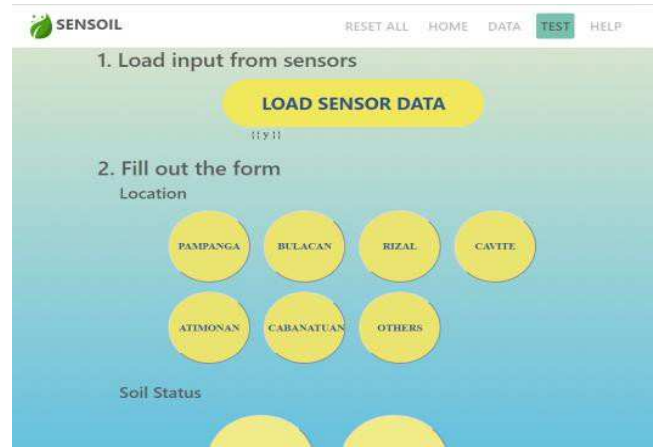 SENSOIL
RESET ALL HOME DATA TEST HELP
1. Load input from sensors
LOAD SENSOR DATA
{{ y }}
2. Fill out the form
Location
PAMPANGA BULACAN RIZAL CAVITE
ATIMONAN CABANATUAN OTHERS
Soil Status